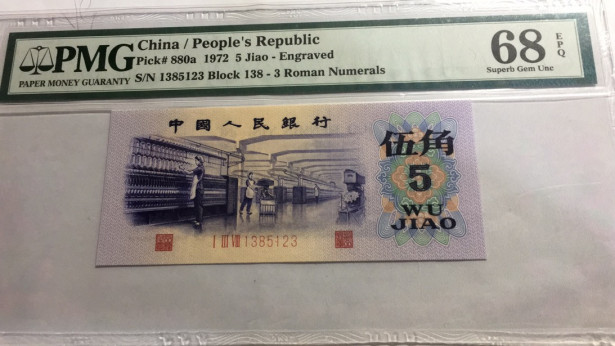 PMG
PAPER MONEY GUARANTY
China / People's Republic
Pick# 880a 1972 5 Jiao - Engraved
S/N 1385123 Block 138 - 3 Roman Numerals
68 EPQ
Superb Gem Unc
中國人民銀行
伍角
5
WU
JIAO
I III VIII 1385123